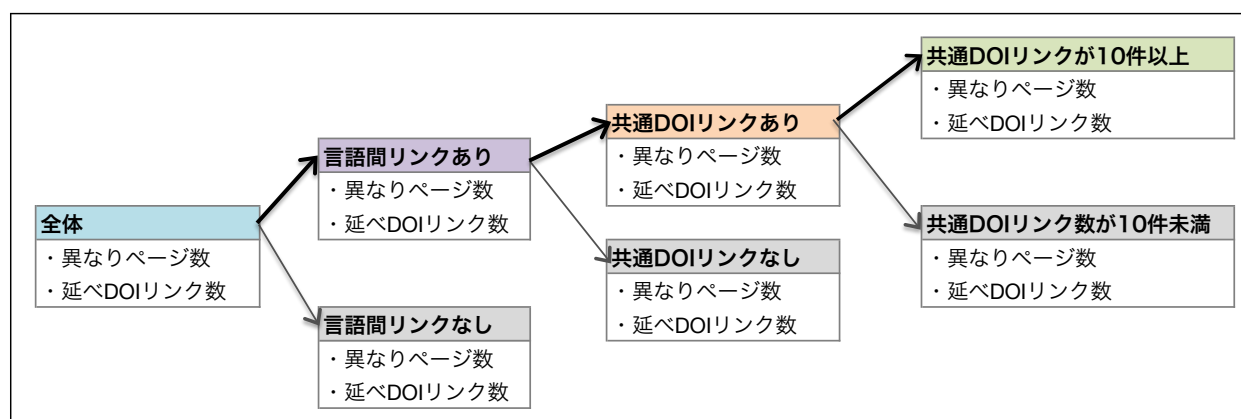 全体
・異なりページ数
・延べDOIリンク数
言語間リンクあり
・異なりページ数
・延べDOIリンク数
言語間リンクなし
・異なりページ数
・延べDOIリンク数
共通DOIリンクあり
・異なりページ数
・延べDOIリンク数
共通DOIリンクなし
・異なりページ数
・延べDOIリンク数
共通DOIリンクが10件以上
・異なりページ数
・延べDOIリンク数
共通DOIリンク数が10件未満
・異なりページ数
・延べDOIリンク数